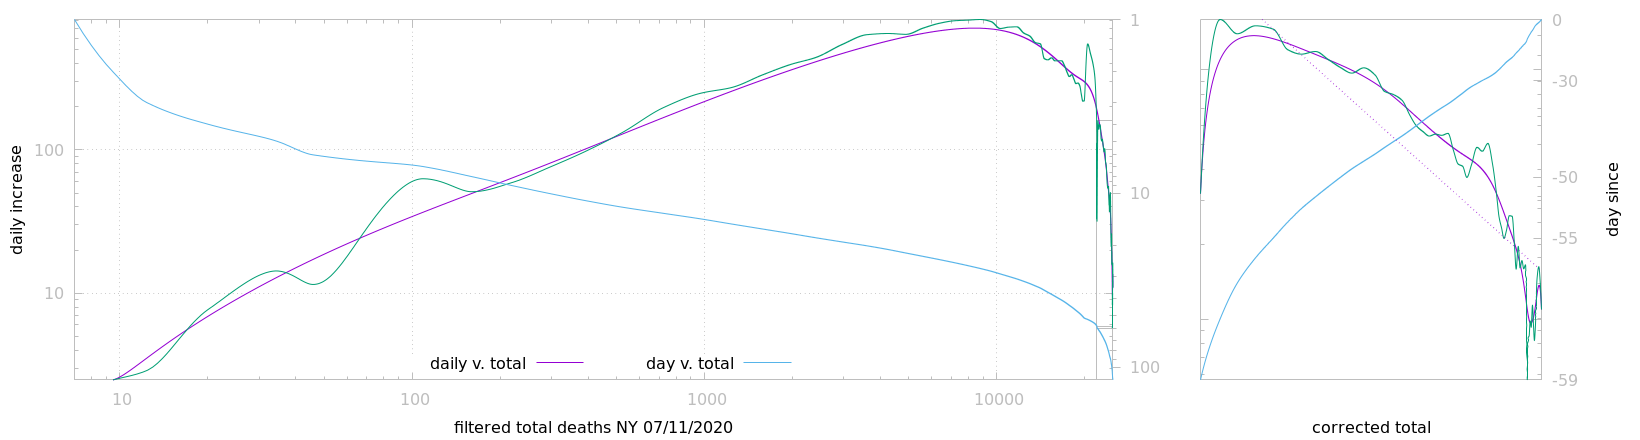 daily increase
100
10
10
100
1000
10000
filtered total deaths NY 07/11/2020
daily v. total
day v. total
1
10
100
0
-30
-50
-55
-59
day since
corrected total